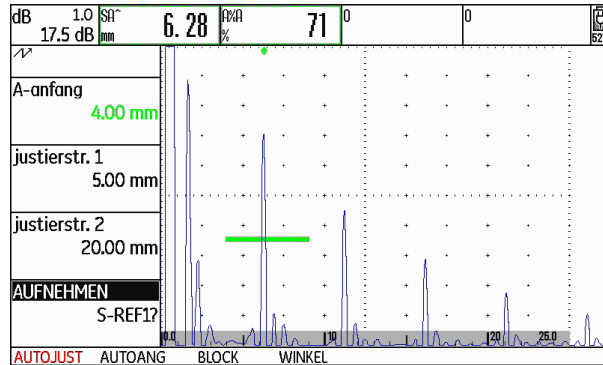 dB 1.0 SA^ 6.28 A%A 71 0 0
17.5 dB mm %
52
A-anfang
4.00 mm
justierstr. 1
5.00 mm
justierstr. 2
20.00 mm
AUFNEHMEN
S-REF1?
0.0 10 20 25.0
AUTOJUST AUTOANG BLOCK WINKEL